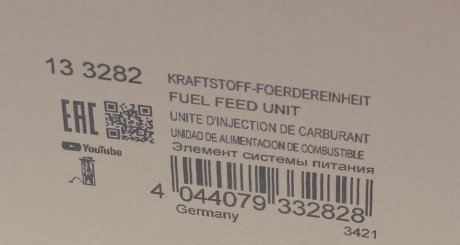 13 3282
KRAFTSTOFF-FOERDEREINHEIT
FUEL FEED UNIT
UNITE D'INJECTION DE CARBURANT
UNIDAD DE ALIMENTACION DE COMBUSTIBLE
Элемент системы питания
EAC
YouTube
4 044079 332828
Germany
3421